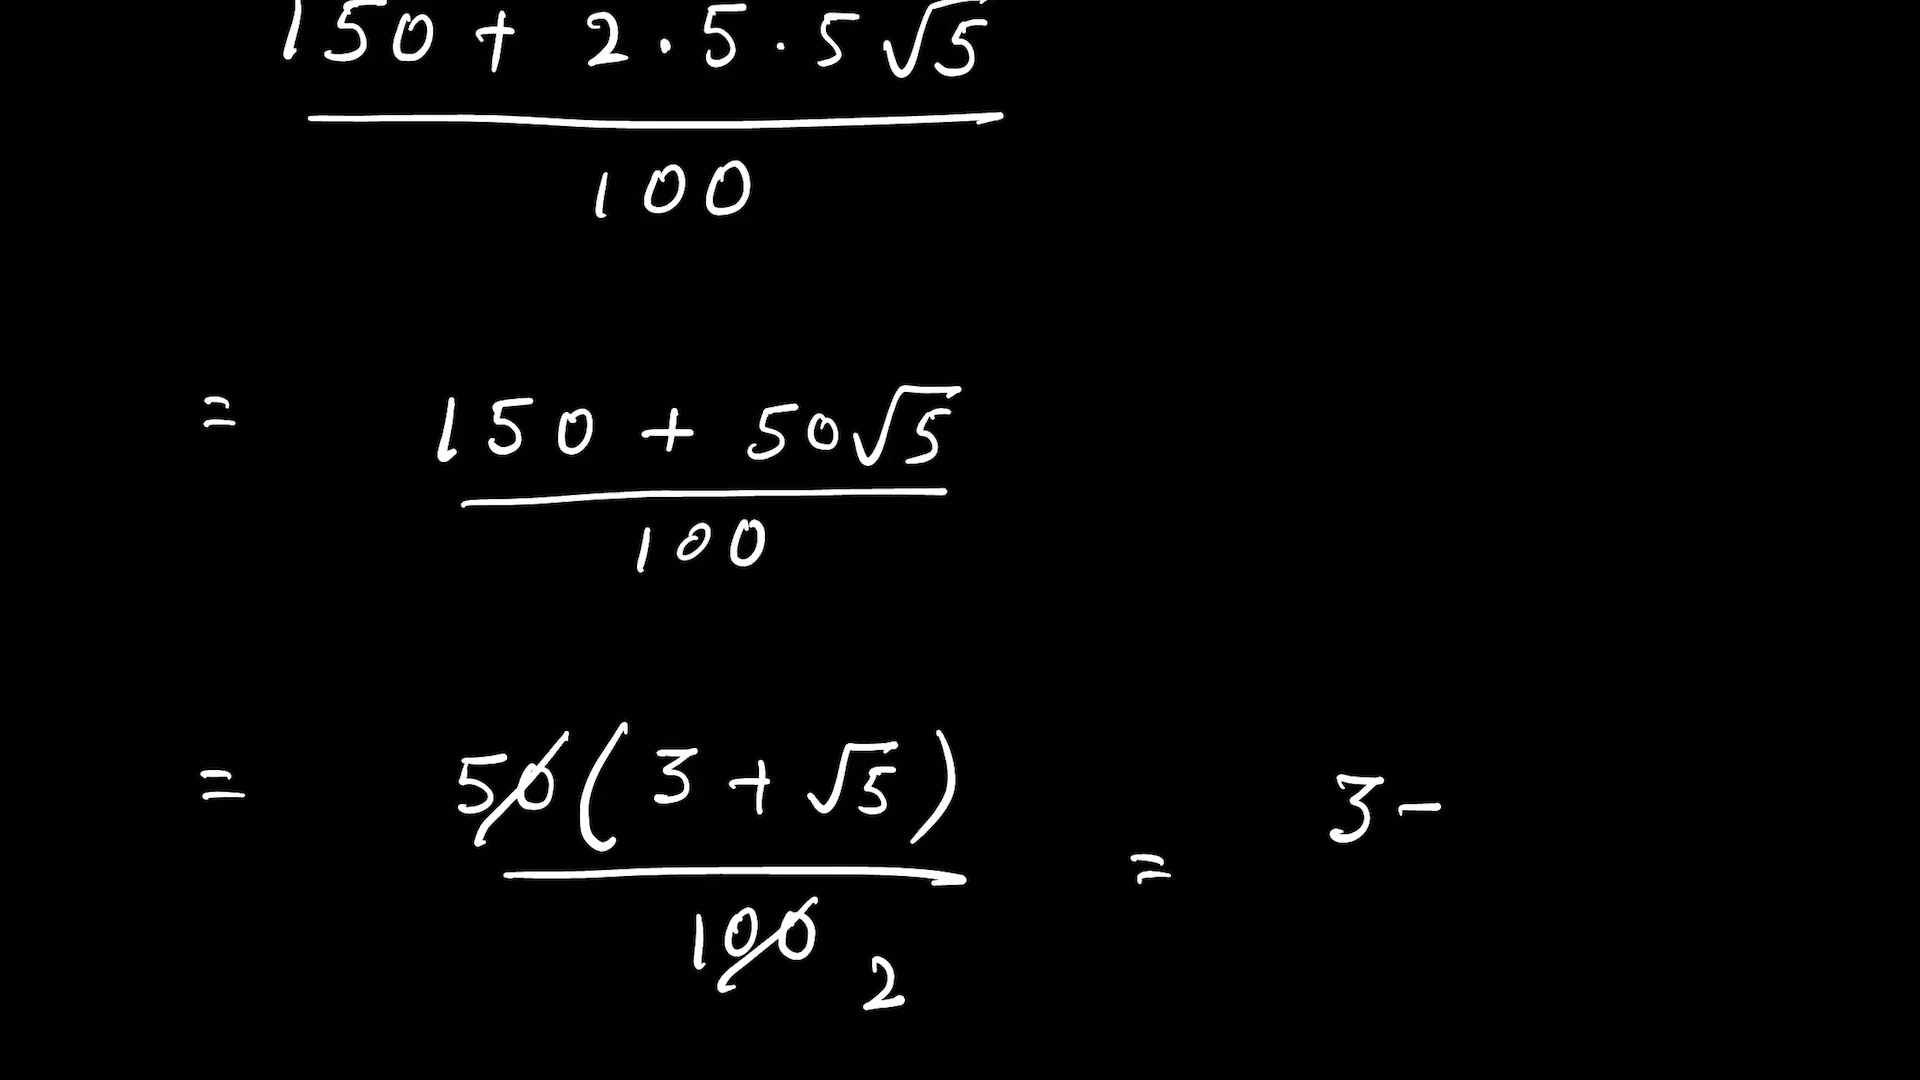 150 + 2 · 5 · 5 √5
100
= 150 + 50√5
100
= 50 ( 3 + √5 ) = 3 -
100 2